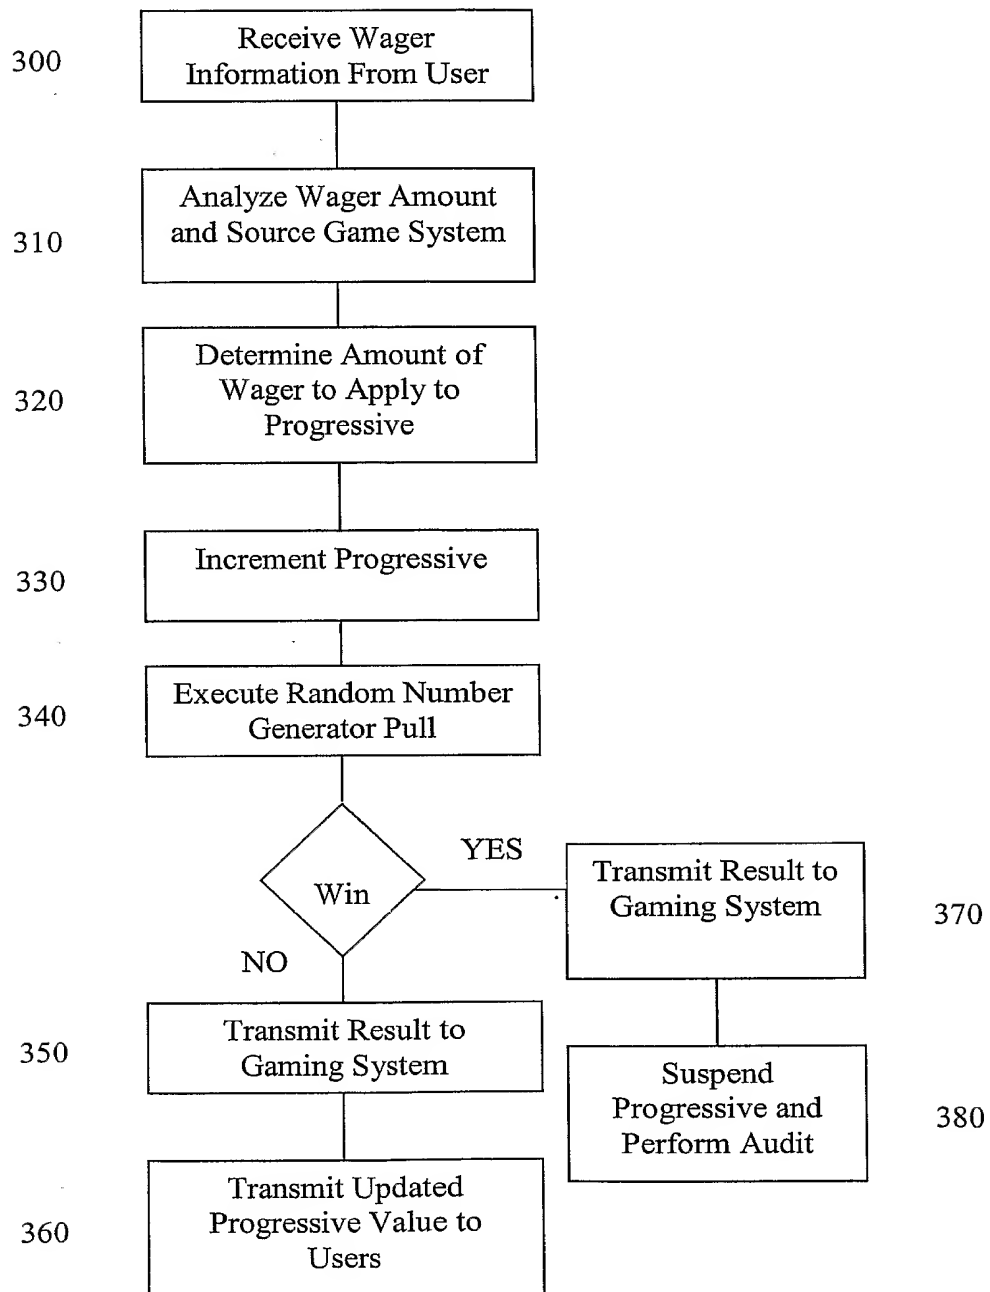 300
Receive Wager
Information From User
310
Analyze Wager Amount
and Source Game System
320
Determine Amount of
Wager to Apply to
Progressive
330
Increment Progressive
340
Execute Random Number
Generator Pull
Win
YES
NO
Transmit Result to
Gaming System
370
350
Transmit Result to
Gaming System
Suspend
Progressive and
Perform Audit
380
360
Transmit Updated
Progressive Value to
Users